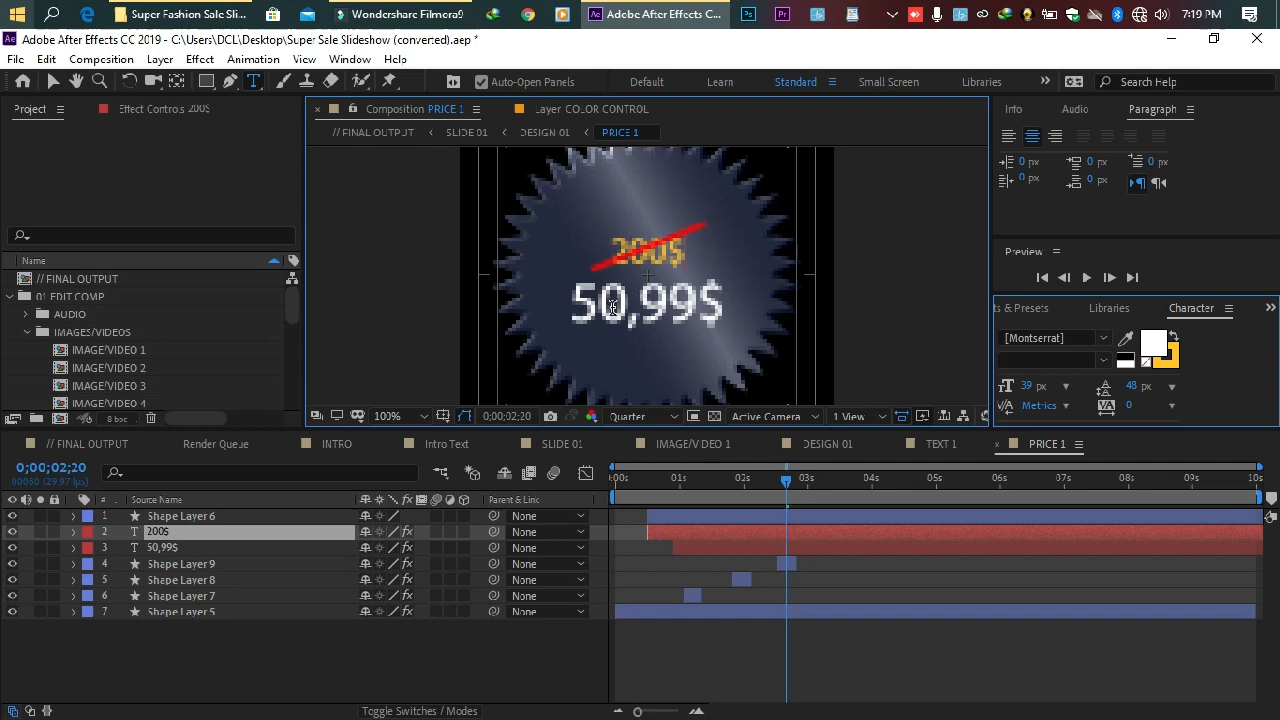 Super Fashion Sale Sli...
Wondershare Filmora9
Adobe After Effects CC ...
7:19 PM
Adobe After Effects CC 2019 - C:\Users\DCL\Desktop\Super Sale Slideshow (converted).aep *
File Edit Composition Layer Effect Animation View Window Help
Auto-Open Panels
Default
Learn
Standard
Small Screen
Libraries
Search Help
Project
Effect Controls 200$
Composition PRICE 1
Layer COLOR CONTROL
Info
Audio
Paragraph
// FINAL OUTPUT
SLIDE 01
DESIGN 01
PRICE 1
0 px
0 px
0 px
0 px
0 px
200$
50,99$
Name
// FINAL OUTPUT
01 EDIT COMP
AUDIO
IMAGES/VIDEOS
IMAGE/VIDEO 1
IMAGE/VIDEO 2
IMAGE/VIDEO 3
IMAGE/VIDEO 4
8 bpc
Preview
s & Presets
Libraries
Character
[Montserrat]
39 px
48 px
Metrics
0
100%
0;00;02;20
Quarter
Active Camera
1 View
// FINAL OUTPUT
Render Queue
INTRO
Intro Text
SLIDE 01
IMAGE/VIDEO 1
DESIGN 01
TEXT 1
PRICE 1
0;00;02;20
00080 (29.97 fps)
:00s 01s 02s 03s 04s 05s 06s 07s 08s 09s 10s
# Source Name
Parent & Link
1 Shape Layer 6 None
2 T 200$ None
3 T 50,99$ None
4 Shape Layer 9 None
5 Shape Layer 8 None
6 Shape Layer 7 None
7 Shape Layer 5 None
Toggle Switches / Modes